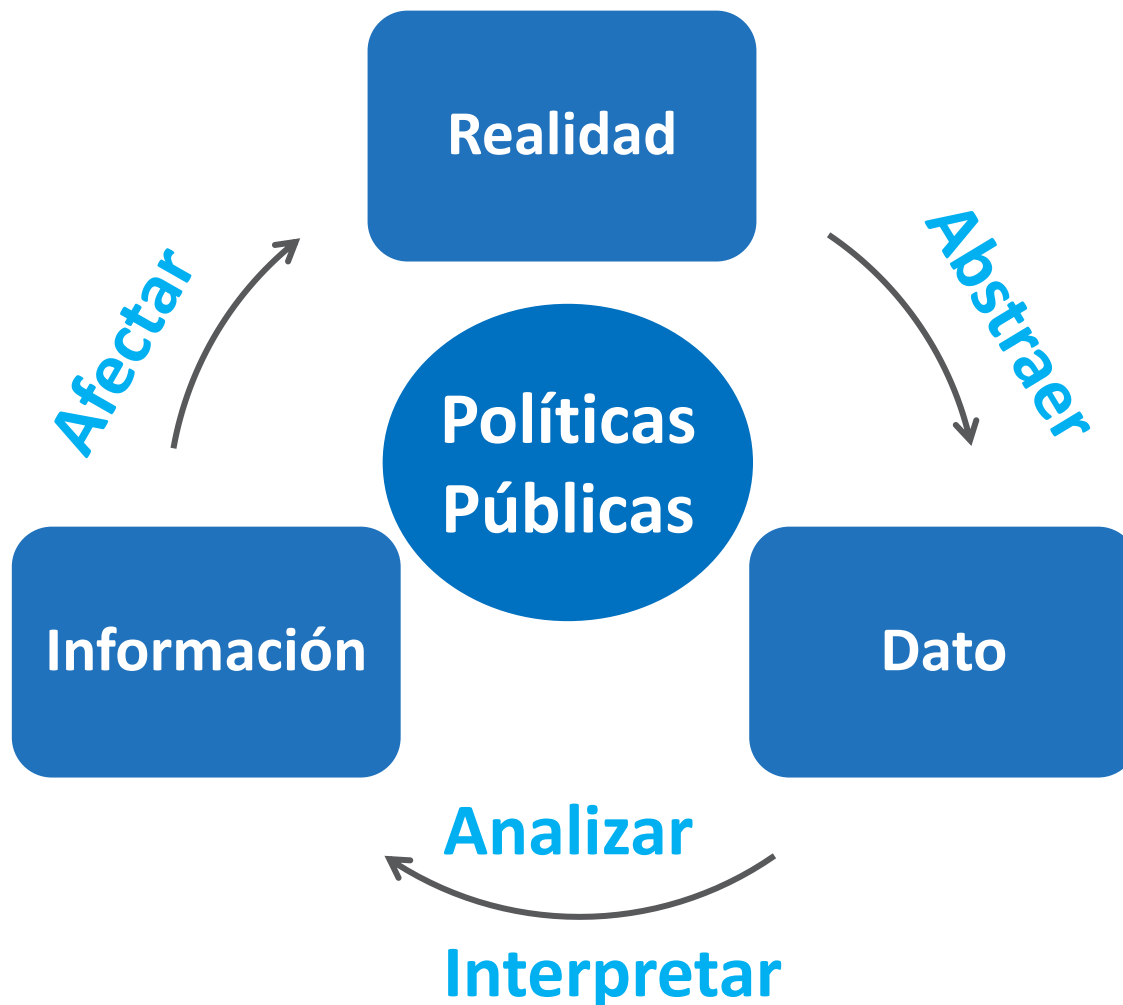 Realidad
Abstraer
Afectar
Políticas
Públicas
Información
Dato
Analizar
Interpretar